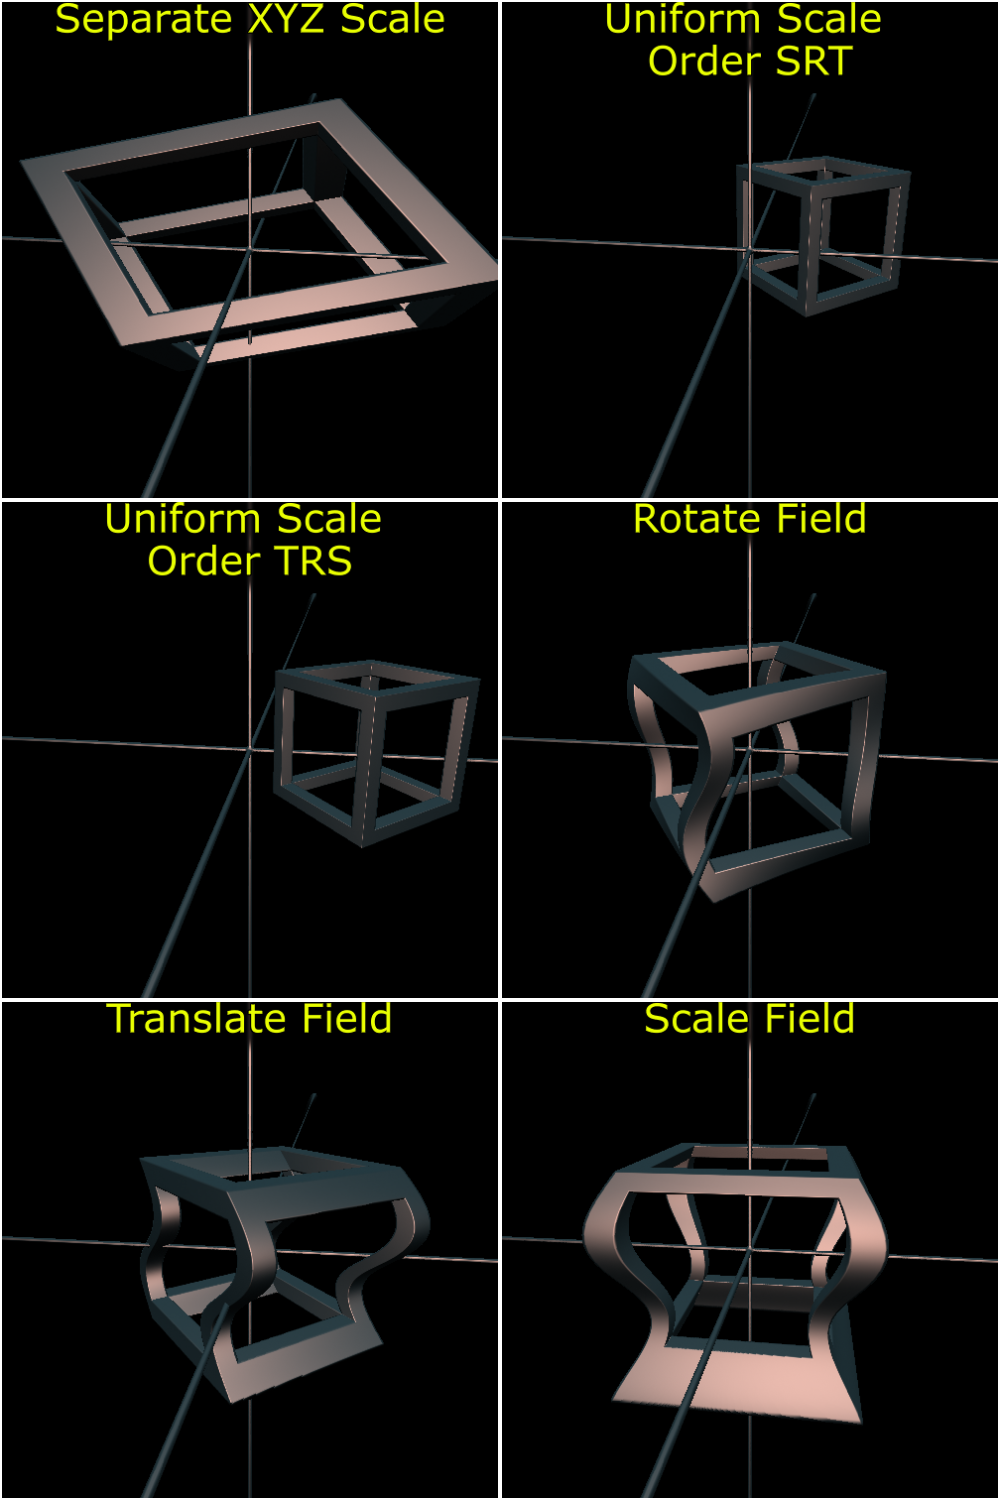 Separate XYZ Scale
Uniform Scale
Order SRT
Uniform Scale
Order TRS
Rotate Field
Translate Field
Scale Field